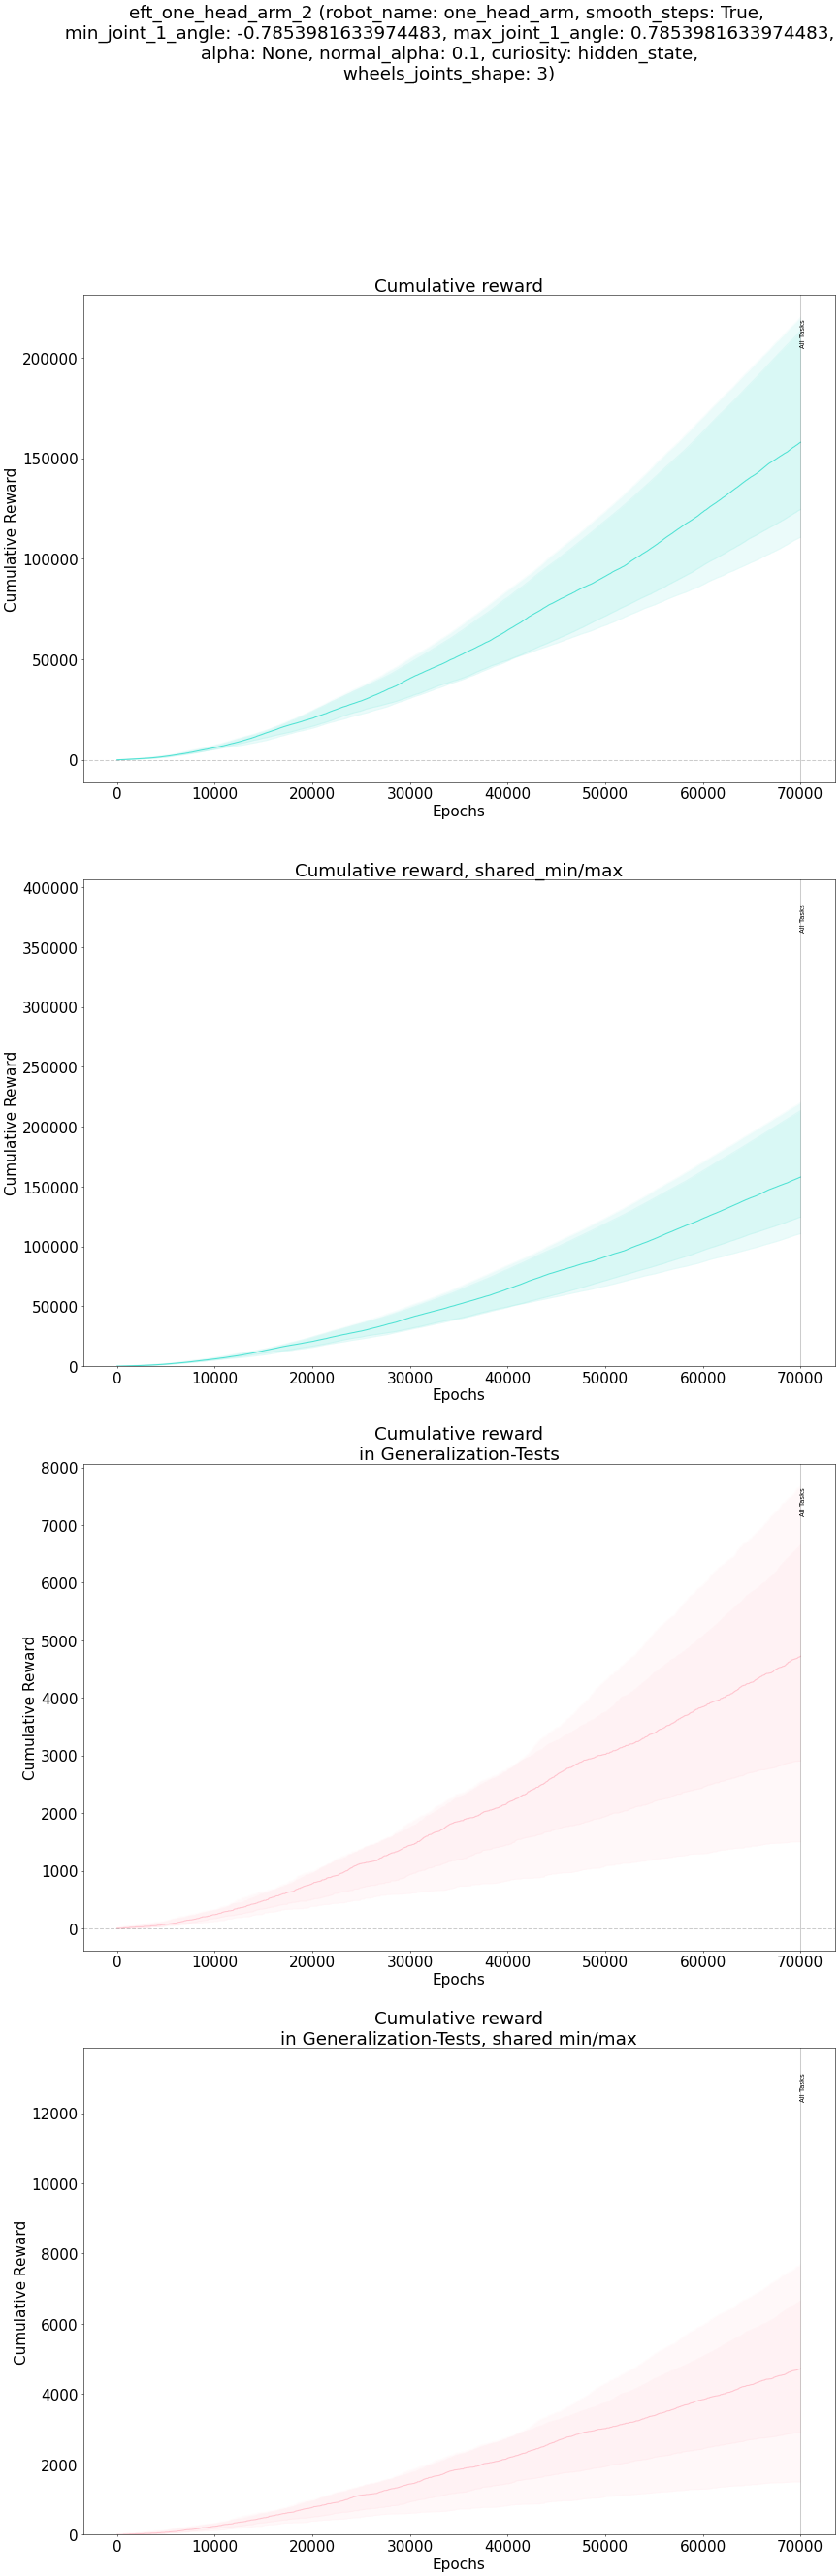 eft_one_head_arm_2 (robot_name: one_head_arm, smooth_steps: True,
min_joint_1_angle: -0.7853981633974483, max_joint_1_angle: 0.7853981633974483,
alpha: None, normal_alpha: 0.1, curiosity: hidden_state,
wheels_joints_shape: 3)
Cumulative reward
All Tasks
200000
150000
100000
50000
0
Cumulative Reward
0 10000 20000 30000 40000 50000 60000 70000
Epochs
Cumulative reward, shared_min/max
All Tasks
400000
350000
300000
250000
200000
150000
100000
50000
0
Cumulative Reward
0 10000 20000 30000 40000 50000 60000 70000
Epochs
Cumulative reward
in Generalization-Tests
All Tasks
8000
7000
6000
5000
4000
3000
2000
1000
0
Cumulative Reward
0 10000 20000 30000 40000 50000 60000 70000
Epochs
Cumulative reward
in Generalization-Tests, shared min/max
All Tasks
12000
10000
8000
6000
4000
2000
0
Cumulative Reward
0 10000 20000 30000 40000 50000 60000 70000
Epochs